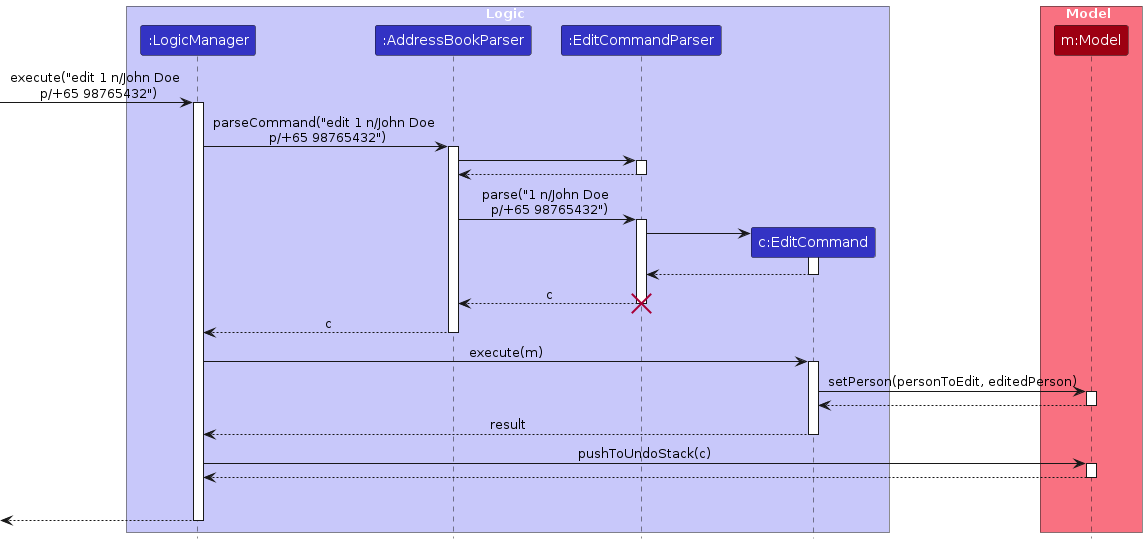 Logic
Model
:LogicManager
:AddressBookParser
:EditCommandParser
m:Model
execute("edit 1 n/John Doe
p/+65 98765432")
parseCommand("edit 1 n/John Doe
p/+65 98765432")
parse("1 n/John Doe
p/+65 98765432")
c:EditCommand
c
c
execute(m)
setPerson(personToEdit, editedPerson)
result
pushToUndoStack(c)